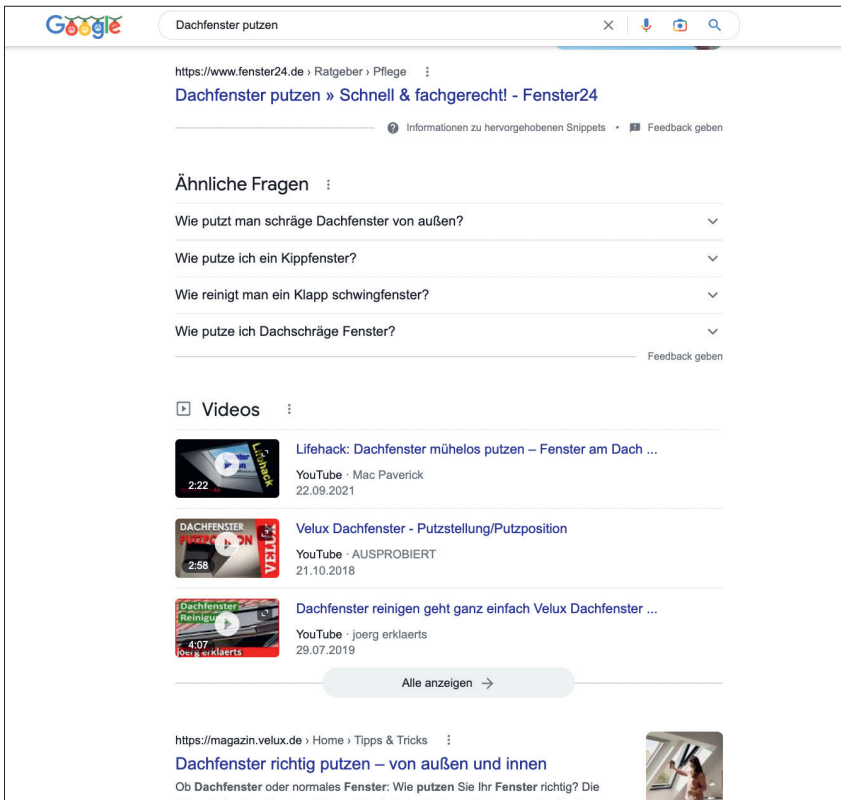 Google
Dachfenster putzen
https://www.fenster24.de › Ratgeber › Pflege
Dachfenster putzen » Schnell & fachgerecht! - Fenster24
Informationen zu hervorgehobenen Snippets • Feedback geben
Ähnliche Fragen
Wie putzt man schräge Dachfenster von außen?
Wie putze ich ein Kippfenster?
Wie reinigt man ein Klapp schwingfenster?
Wie putze ich Dachschräge Fenster?
Feedback geben
Videos
Lifehack
2:22
Lifehack: Dachfenster mühelos putzen – Fenster am Dach ...
YouTube · Mac Paverick
22.09.2021
DACHFENSTER
PUTZPOSITION
VELUX
2:58
Velux Dachfenster - Putzstellung/Putzposition
YouTube · AUSPROBIERT
21.10.2018
Dachfenster
4:07
joerg erklaerts
Dachfenster reinigen geht ganz einfach Velux Dachfenster ...
YouTube · joerg erklaerts
29.07.2019
Alle anzeigen →
https://magazin.velux.de › Home › Tipps & Tricks
Dachfenster richtig putzen – von außen und innen
Ob Dachfenster oder normales Fenster: Wie putzen Sie Ihr Fenster richtig? Die